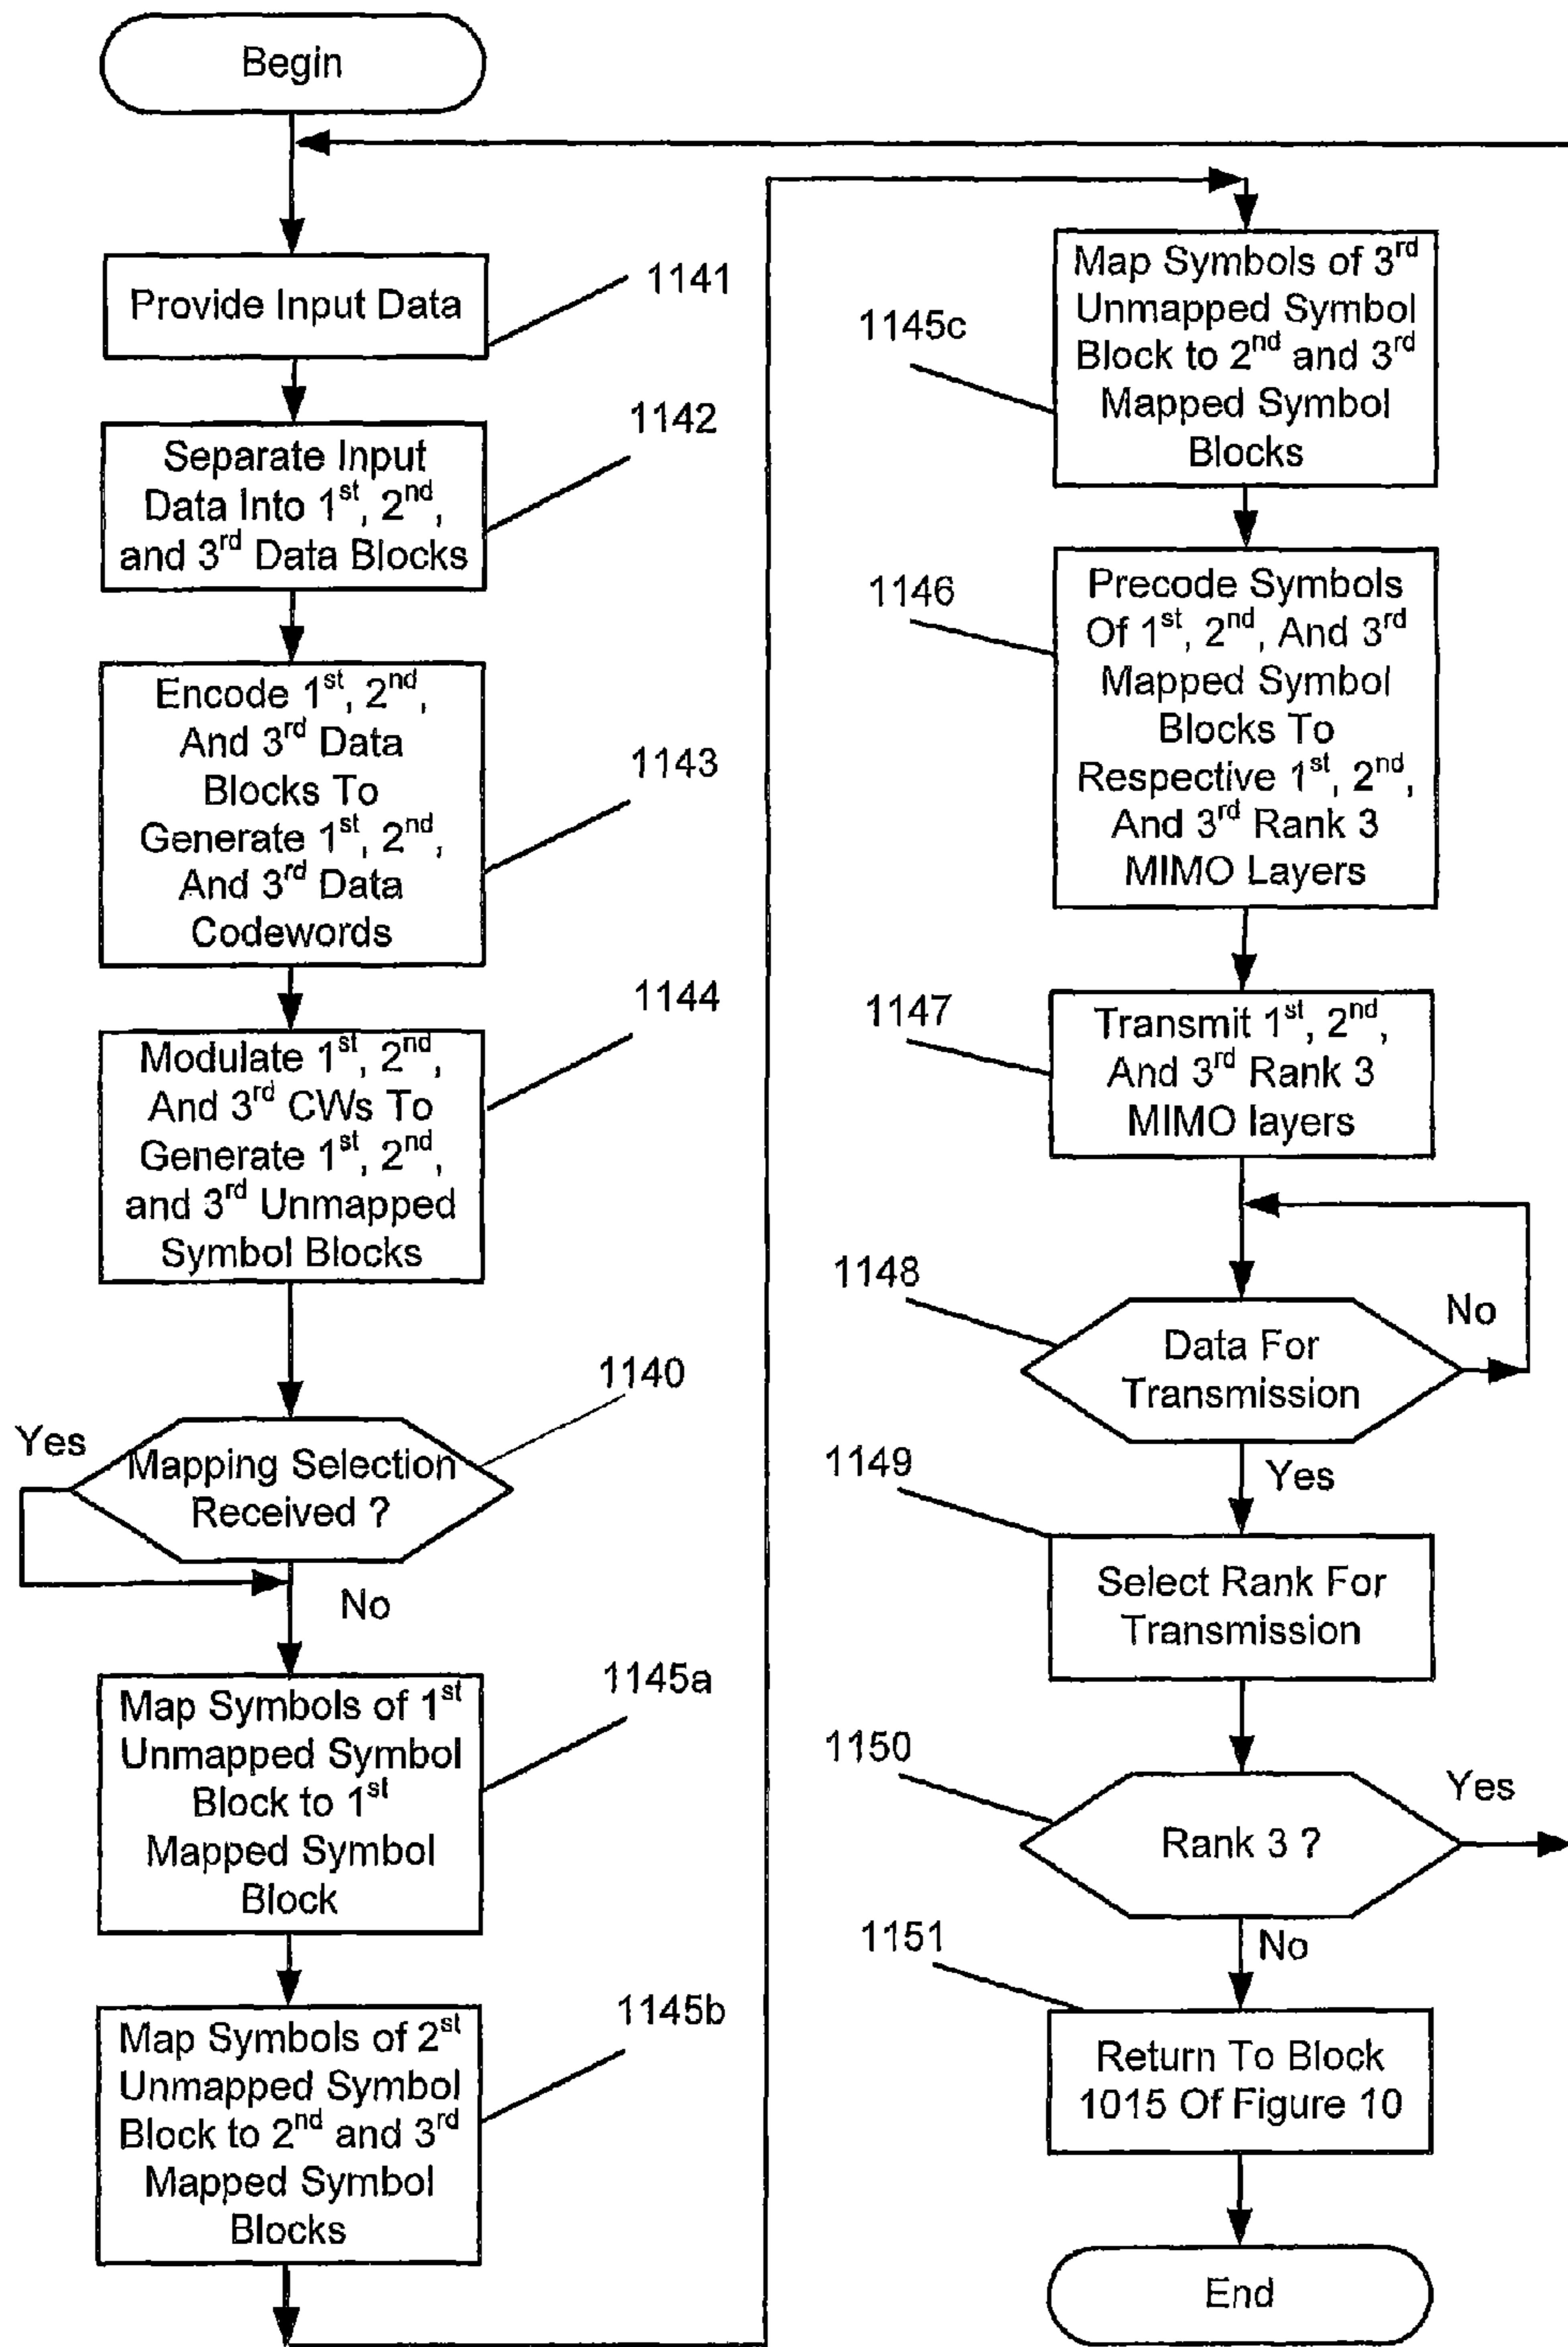 Begin
Provide Input Data
1141
Separate Input
Data Into 1st, 2nd,
and 3rd Data Blocks
1142
Encode 1st, 2nd,
And 3rd Data
Blocks To
Generate 1st, 2nd,
And 3rd Data
Codewords
1143
Modulate 1st, 2nd,
And 3rd CWs To
Generate 1st, 2nd,
and 3rd Unmapped
Symbol Blocks
1144
Mapping Selection
Received ?
1140
Yes
No
Map Symbols of 1st
Unmapped Symbol
Block to 1st
Mapped Symbol
Block
1145a
Map Symbols of 2st
Unmapped Symbol
Block to 2nd and 3rd
Mapped Symbol
Blocks
1145b
Map Symbols of 3rd
Unmapped Symbol
Block to 2nd and 3rd
Mapped Symbol
Blocks
1145c
Precode Symbols
Of 1st, 2nd, And 3rd
Mapped Symbol
Blocks To
Respective 1st, 2nd,
And 3rd Rank 3
MIMO Layers
1146
Transmit 1st, 2nd,
And 3rd Rank 3
MIMO layers
1147
Data For
Transmission
1148
No
Yes
Select Rank For
Transmission
1149
Rank 3 ?
1150
Yes
No
Return To Block
1015 Of Figure 10
1151
End